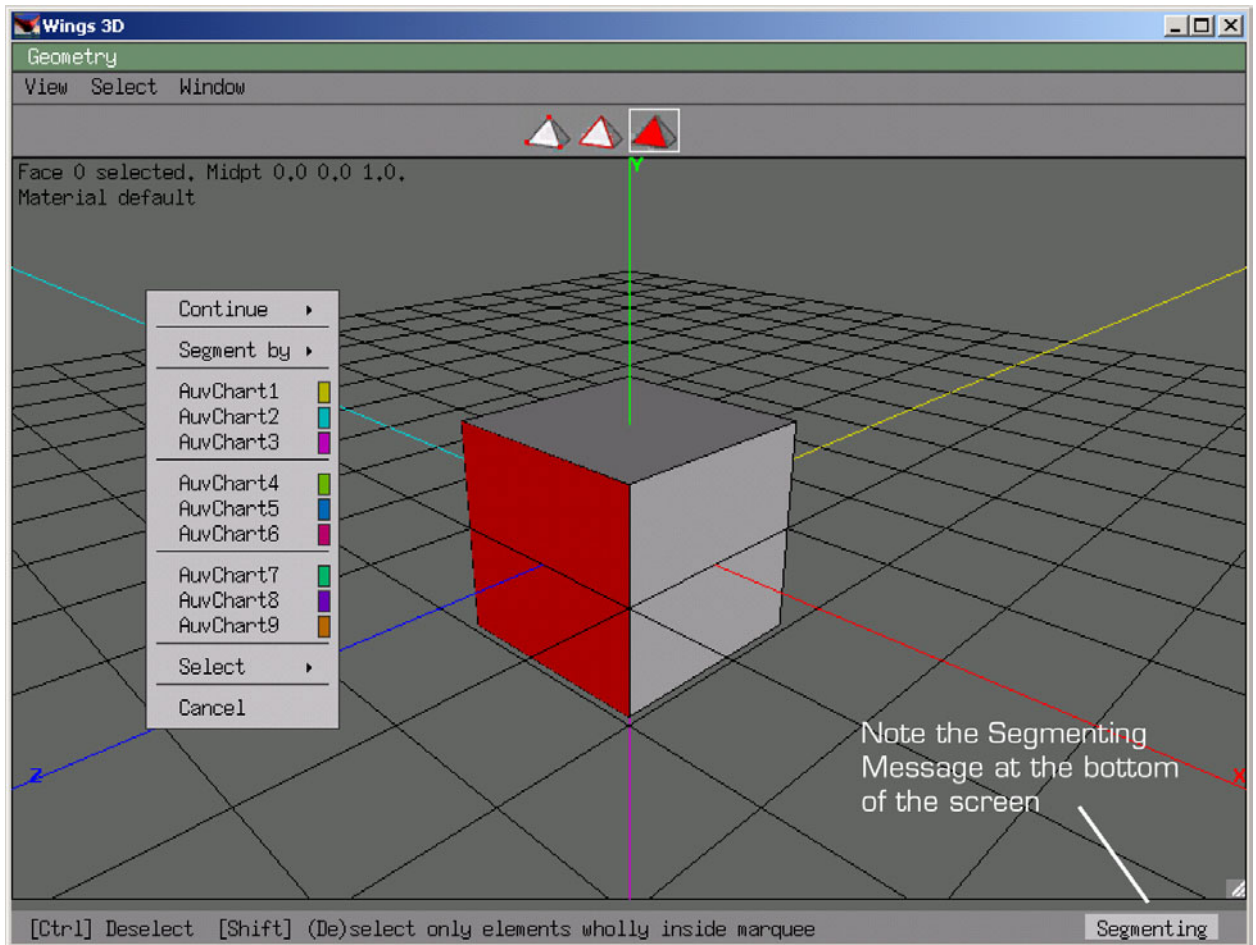 Wings 3D
Geometry
View Select Window
Face 0 selected. Midpt 0.0 0.0 1.0.
Material default
Y
Continue
Segment by
AuvChart1
AuvChart2
AuvChart3
AuvChart4
AuvChart5
AuvChart6
AuvChart7
AuvChart8
AuvChart9
Select
Cancel
Z
X
Note the Segmenting
Message at the bottom
of the screen
[Ctrl] Deselect [Shift] (De)select only elements wholly inside marquee
Segmenting